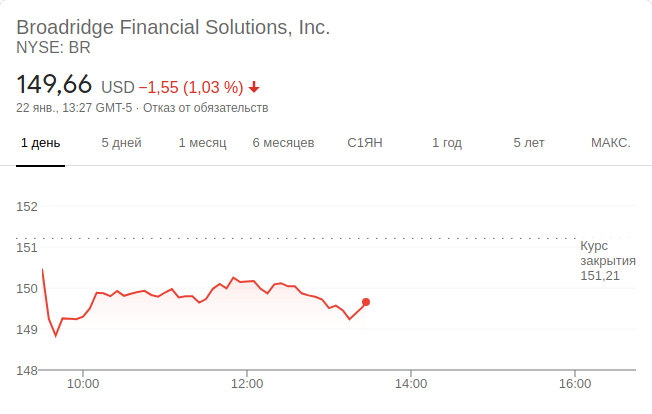 Broadridge Financial Solutions, Inc.
NYSE: BR
149,66 USD −1,55 (1,03 %)
22 янв., 13:27 GMT-5 · Отказ от обязательств
1 день 5 дней 1 месяц 6 месяцев С1ЯН 1 год 5 лет МАКС.
152
151
Курс
закрытия
151,21
150
149
148
10:00 12:00 14:00 16:00